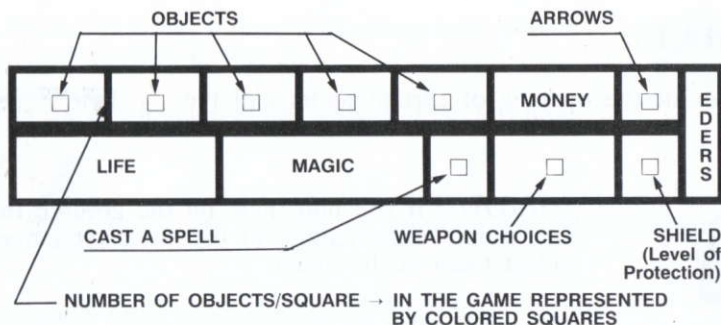 OBJECTS
ARROWS
MONEY
EDERS
LIFE
MAGIC
CAST A SPELL
WEAPON CHOICES
SHIELD
(Level of
Protection)
NUMBER OF OBJECTS/SQUARE → IN THE GAME REPRESENTED
BY COLORED SQUARES